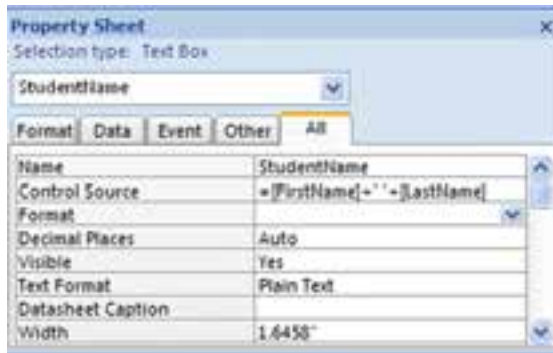 Property Sheet
Selection type: Text Box
StudentName
Format Data Event Other All
Name StudentName
Control Source =[FirstName]+' '+[LastName]
Format
Decimal Places Auto
Visible Yes
Text Format Plain Text
Datasheet Caption
Width 1.6458"